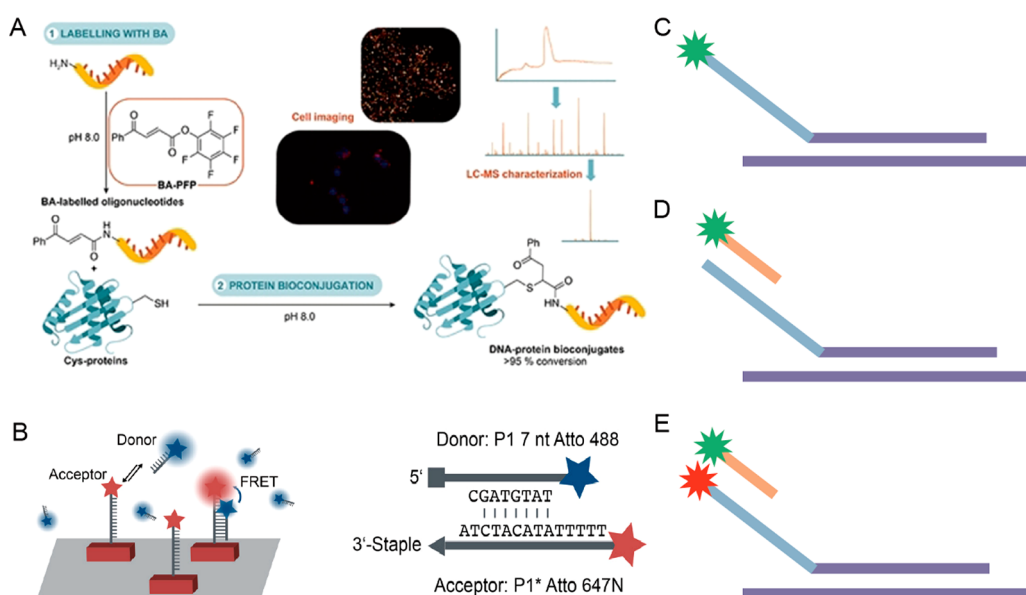 A
1 LABELLING WITH BA
H₂N
pH 8.0
Ph
O
O
O
F
F
F
F
F
BA-PFP
BA-labelled oligonucleotides
Ph
O
O
H
N
+
SH
Cys-proteins
2 PROTEIN BIOCONJUGATION
pH 8.0
Cell imaging
LC-MS characterization
Ph
O
O
S
HN
DNA-protein bioconjugates
>95 % conversion
B
Donor
Acceptor
FRET
Donor: P1 7 nt Atto 488
5'
CGATGTAT
ATCTACATATTTTT
3'-Staple
Acceptor: P1* Atto 647N
C
D
E